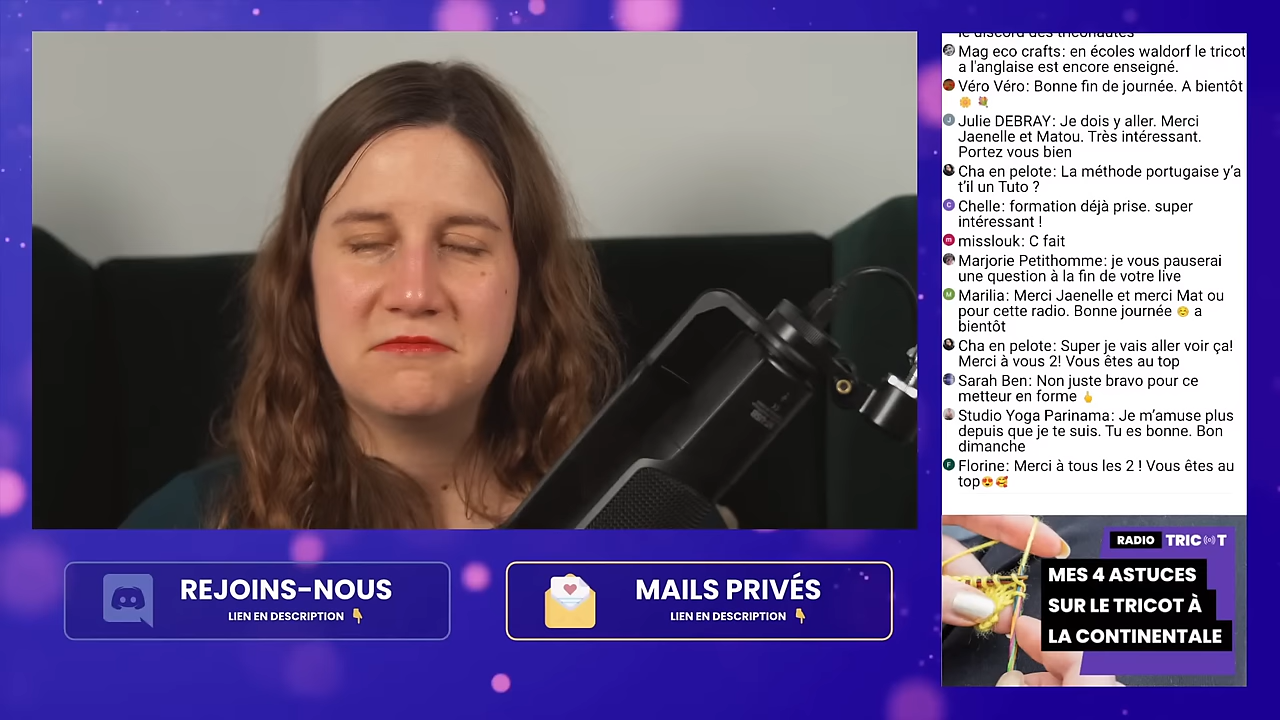 le discord des triconautes
Mag eco crafts: en écoles waldorf le tricot
a l'anglaise est encore enseigné.
Véro Véro: Bonne fin de journée. A bientôt
🌼 💐
Julie DEBRAY: Je dois y aller. Merci
Jaenelle et Matou. Très intéressant.
Portez vous bien
Cha en pelote: La méthode portugaise y'a
t'il un Tuto ?
Chelle: formation déjà prise. super
intéressant !
misslouk: C fait
Marjorie Petithomme: je vous pauserai
une question à la fin de votre live
Marilia: Merci Jaenelle et merci Mat ou
pour cette radio. Bonne journée ☺️ a
bientôt
Cha en pelote: Super je vais aller voir ça!
Merci à vous 2! Vous êtes au top
Sarah Ben: Non juste bravo pour ce
metteur en forme 👆
Studio Yoga Parinama: Je m'amuse plus
depuis que je te suis. Tu es bonne. Bon
dimanche
Florine: Merci à tous les 2 ! Vous êtes au
top😍🥰
RADIO TRICOT
MES 4 ASTUCES
SUR LE TRICOT À
LA CONTINENTALE
REJOINS-NOUS
LIEN EN DESCRIPTION 👇
MAILS PRIVÉS
LIEN EN DESCRIPTION 👇